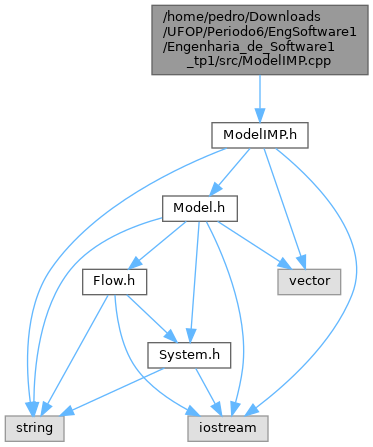 /home/pedro/Downloads
/UFOP/Periodo6/EngSoftware1
/Engenharia_de_Software1
_tp1/src/ModelIMP.cpp
ModelIMP.h
Model.h
Flow.h
vector
System.h
string
iostream